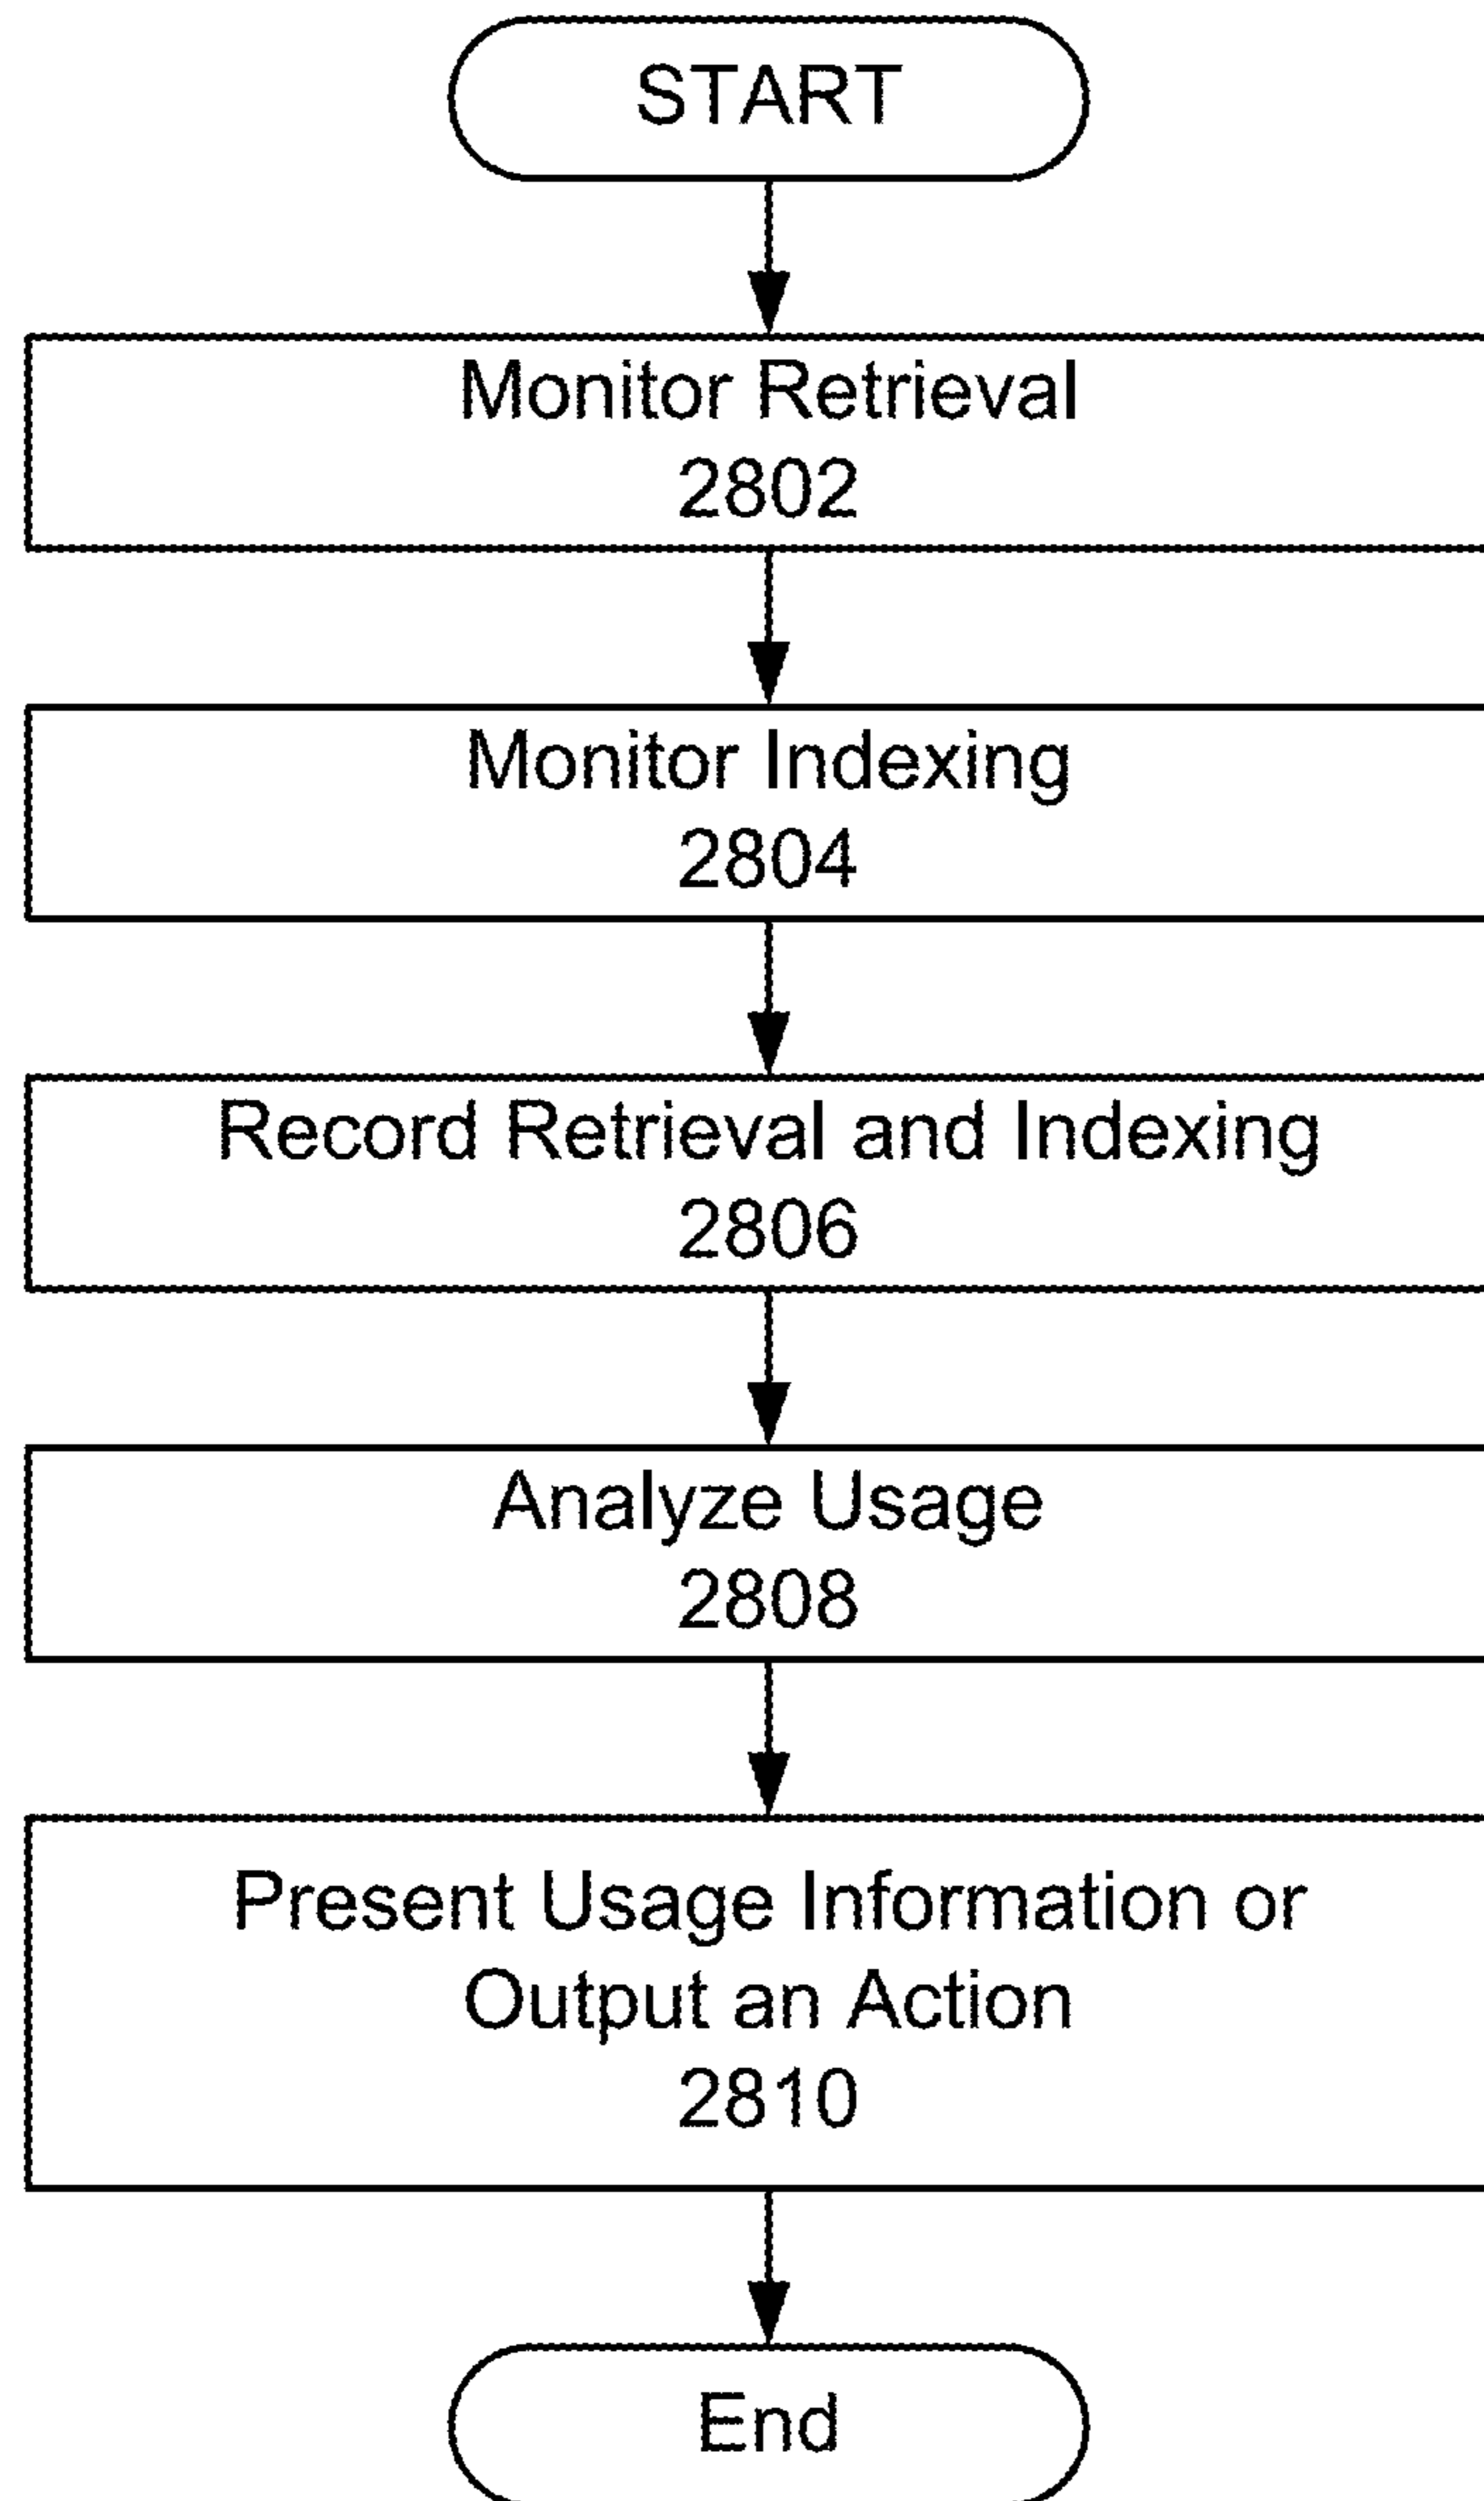 START
Monitor Retrieval
2802
Monitor Indexing
2804
Record Retrieval and Indexing
2806
Analyze Usage
2808
Present Usage Information or
Output an Action
2810
End